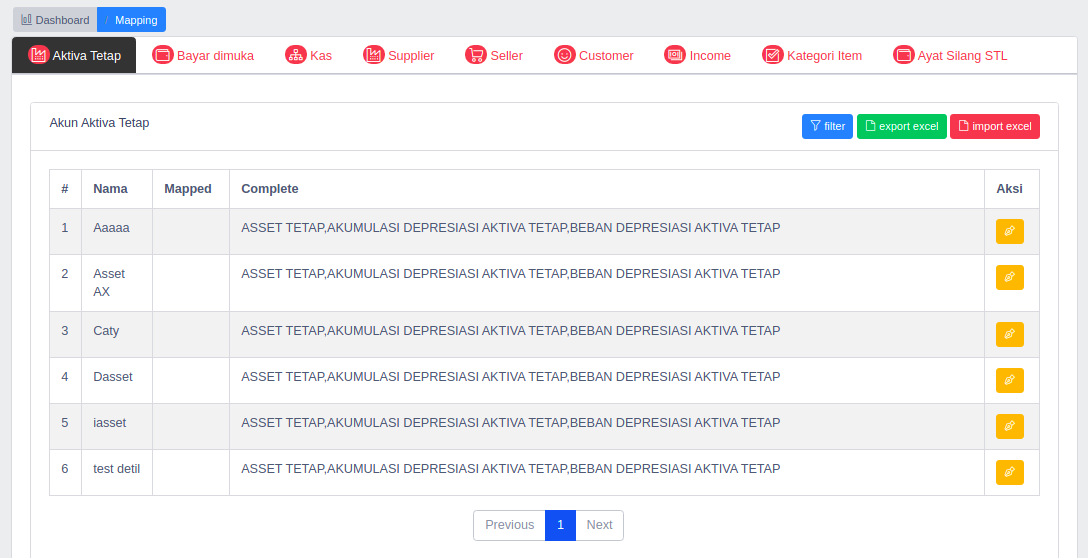 Dashboard / Mapping
Aktiva Tetap Bayar dimuka Kas Supplier Seller Customer Income Kategori Item Ayat Silang STL
Akun Aktiva Tetap filter export excel import excel
# Nama Mapped Complete Aksi
1 Aaaaa ASSET TETAP,AKUMULASI DEPRESIASI AKTIVA TETAP,BEBAN DEPRESIASI AKTIVA TETAP
2 Asset ASSET TETAP,AKUMULASI DEPRESIASI AKTIVA TETAP,BEBAN DEPRESIASI AKTIVA TETAP
AX
3 Caty ASSET TETAP,AKUMULASI DEPRESIASI AKTIVA TETAP,BEBAN DEPRESIASI AKTIVA TETAP
4 Dasset ASSET TETAP,AKUMULASI DEPRESIASI AKTIVA TETAP,BEBAN DEPRESIASI AKTIVA TETAP
5 iasset ASSET TETAP,AKUMULASI DEPRESIASI AKTIVA TETAP,BEBAN DEPRESIASI AKTIVA TETAP
6 test detil ASSET TETAP,AKUMULASI DEPRESIASI AKTIVA TETAP,BEBAN DEPRESIASI AKTIVA TETAP
Previous 1 Next